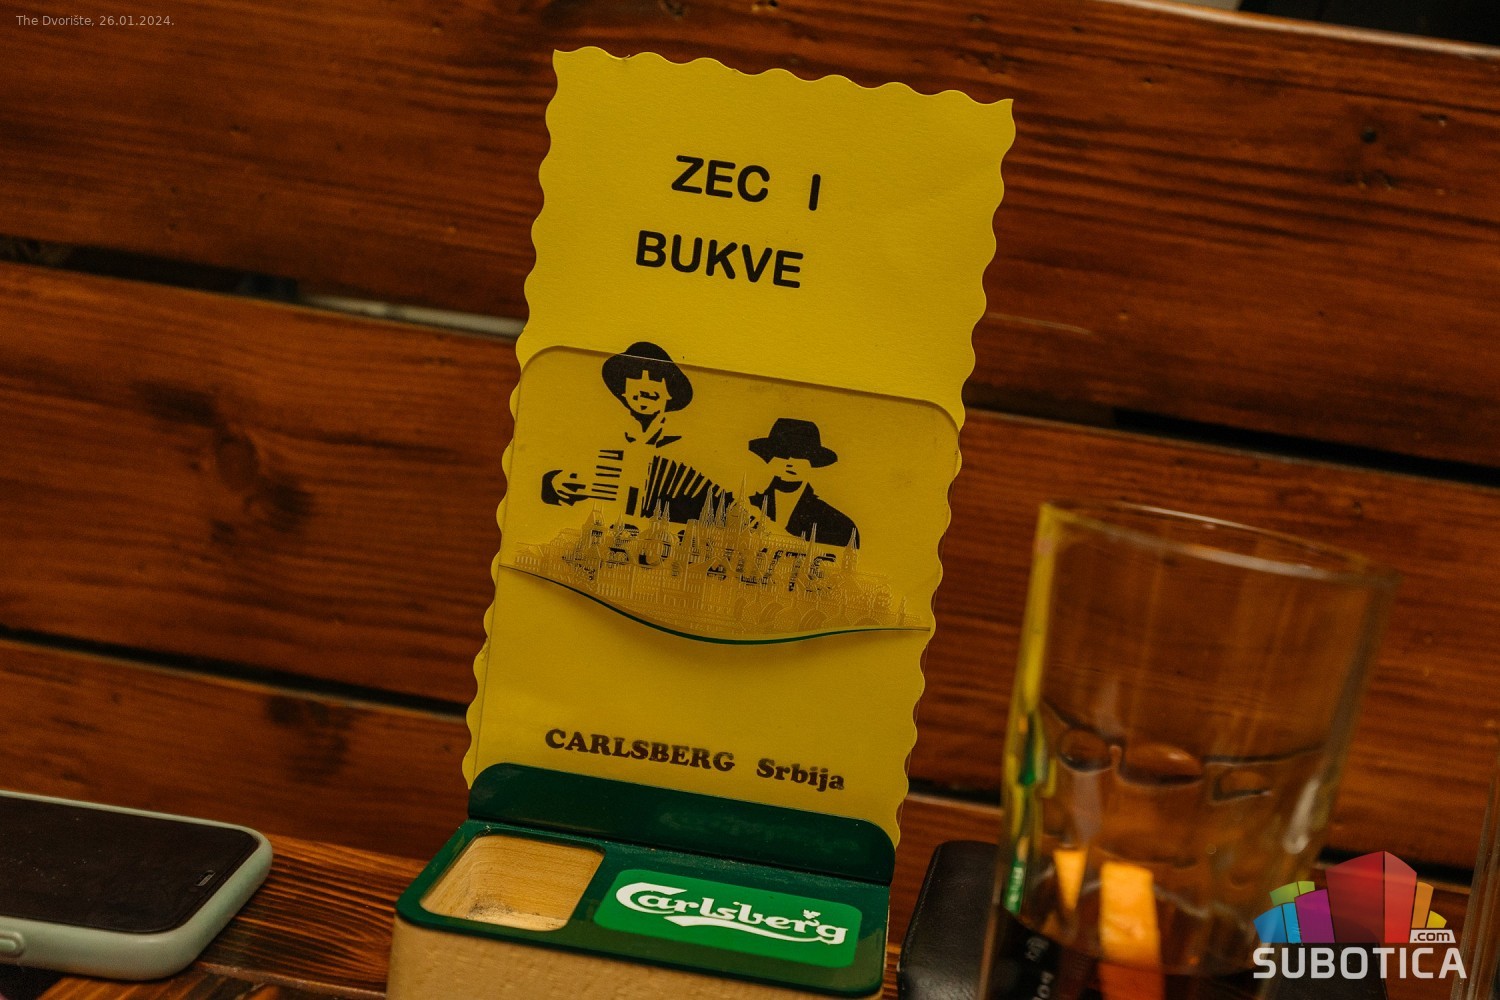 The Dvorište, 26.01.2024.
ZEC I
BUKVE
CARLSBERG Srbija
Carlsberg
.com
SUBOTICA